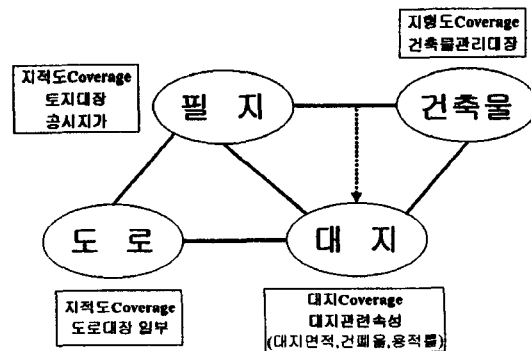 지형도Coverage
건축물관리대장
지적도Coverage
토지대장
공시지가
필 지
건축물
도 로
대 지
지적도Coverage
도로대장 일부
대지Coverage
대지관련속성
(대지면적,건폐율,용적률)